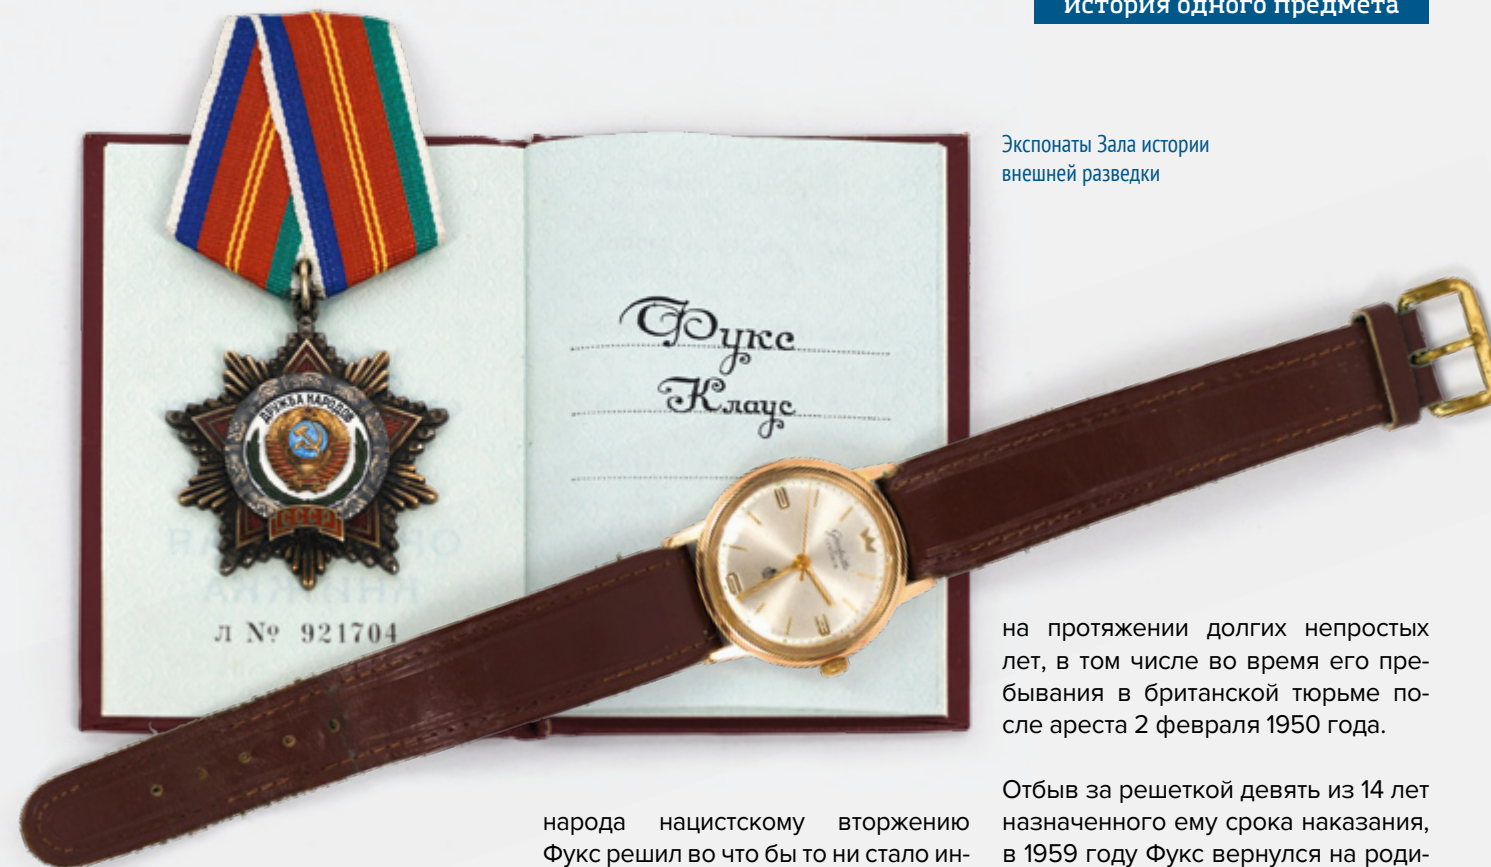 история одного предмета
Экспонаты Зала истории
внешней разведки
Фукс
Клаус
ДРУЖБА НАРОДОВ
СССР
л № 921704
на протяжении долгих непростых
лет, в том числе во время его пре-
бывания в британской тюрьме по-
сле ареста 2 февраля 1950 года.
Отбыв за решеткой девять из 14 лет
назначенного ему срока наказания,
в 1959 году Фукс вернулся на роди-
народа нацистскому вторжению
Фукс решил во что бы то ни стало ин-